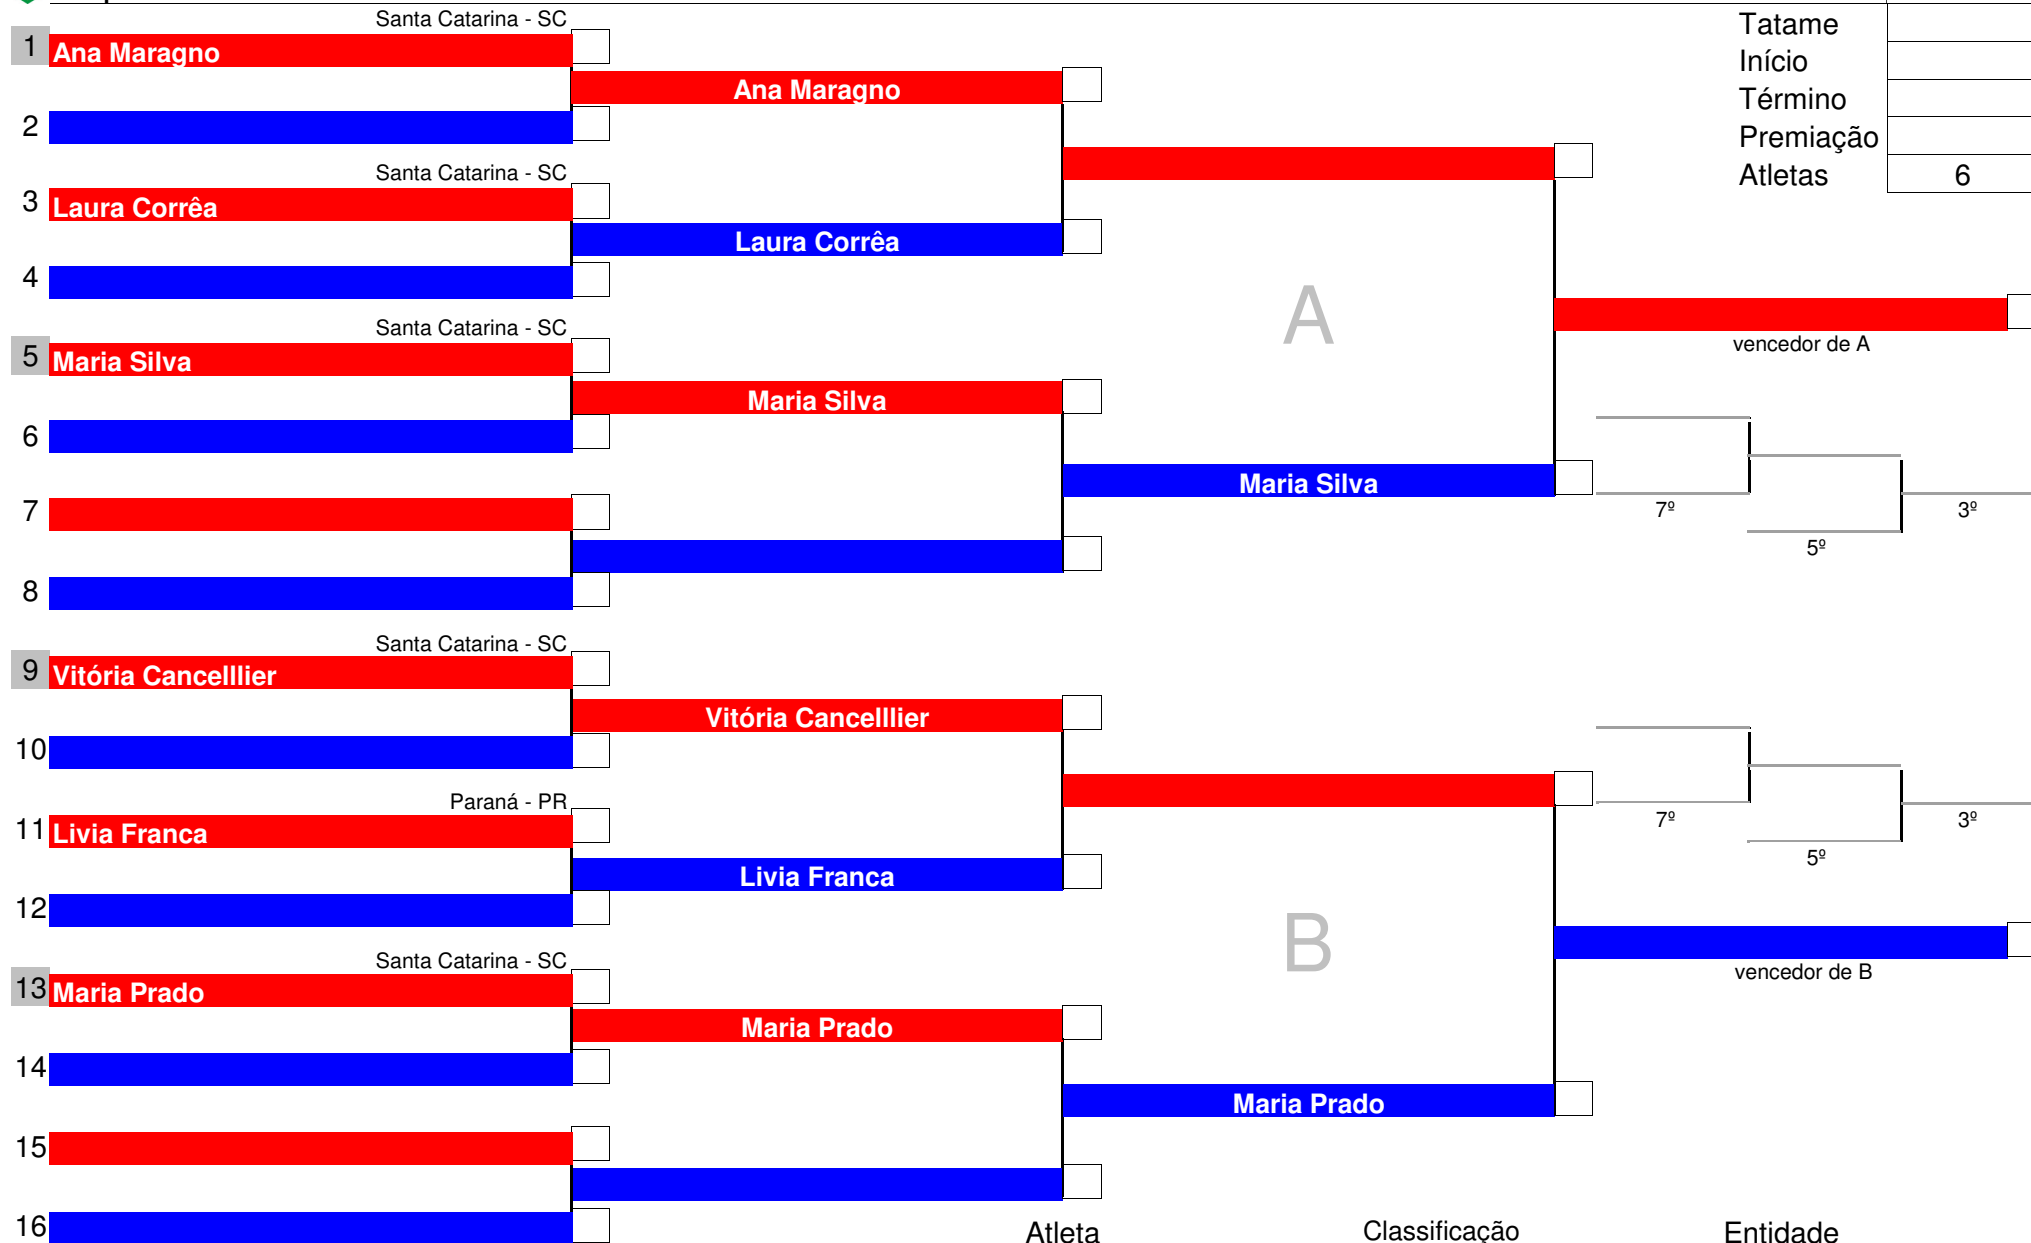 Santa Catarina - SC
1 Ana Maragno
Ana Maragno
2
Santa Catarina - SC
3 Laura Corrêa
Laura Corrêa
4
Santa Catarina - SC
5 Maria Silva
Maria Silva
6
Maria Silva
7
8
Tatame
Início
Término
Premiação
Atletas 6
A
vencedor de A
7º
5º
3º
Santa Catarina - SC
9 Vitória Cancelllier
Vitória Cancelllier
10
Paraná - PR
11 Livia Franca
Livia Franca
12
Santa Catarina - SC
13 Maria Prado
Maria Prado
14
Maria Prado
15
16
B
7º
5º
3º
vencedor de B
Atleta Classificação Entidade